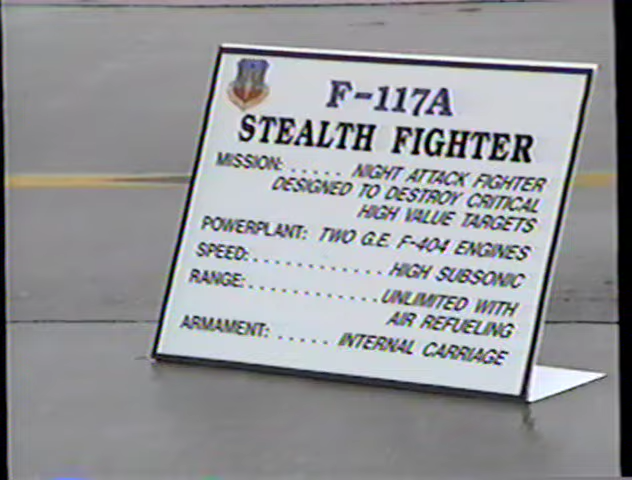 F-117A
STEALTH FIGHTER
MISSION: ..... NIGHT ATTACK FIGHTER
DESIGNED TO DESTROY CRITICAL
HIGH VALUE TARGETS
POWERPLANT: TWO G.E. F-404 ENGINES
SPEED: ............ HIGH SUBSONIC
RANGE: ............ UNLIMITED WITH
AIR REFUELING
ARMAMENT: ..... INTERNAL CARRIAGE